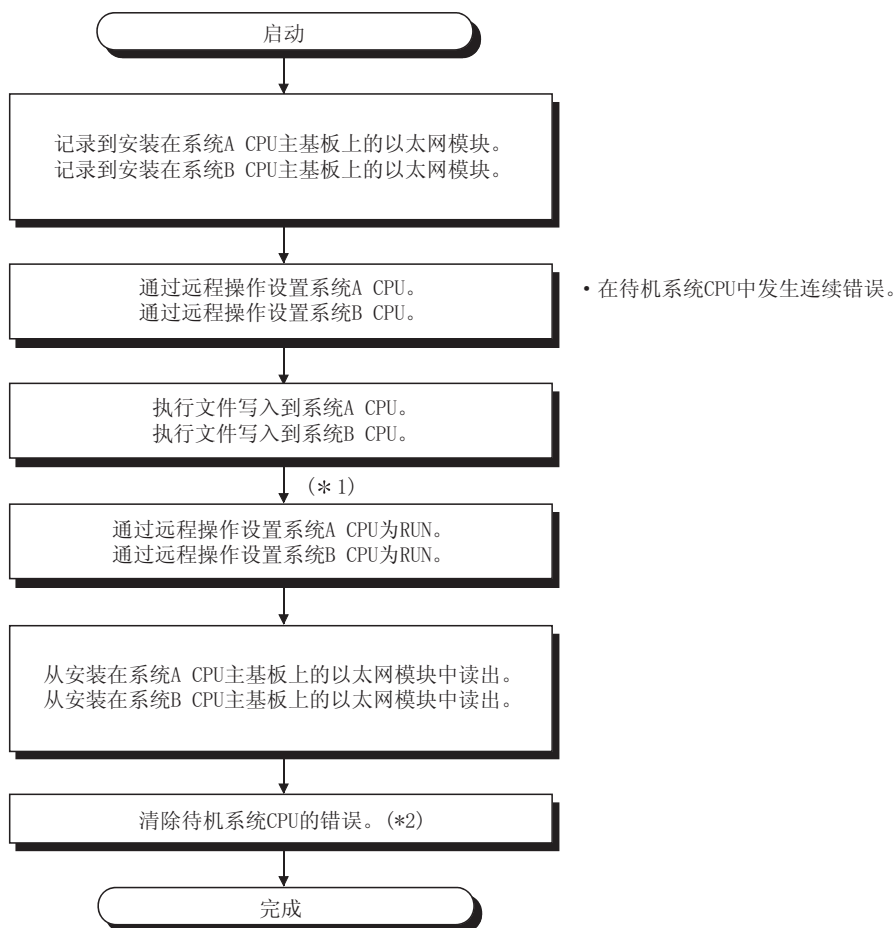 启动
记录到安装在系统A CPU主基板上的以太网模块。
记录到安装在系统B CPU主基板上的以太网模块。
通过远程操作设置系统A CPU。
通过远程操作设置系统B CPU。
・在待机系统CPU中发生连续错误。
执行文件写入到系统A CPU。
执行文件写入到系统B CPU。
(＊1)
通过远程操作设置系统A CPU为RUN。
通过远程操作设置系统B CPU为RUN。
从安装在系统A CPU主基板上的以太网模块中读出。
从安装在系统B CPU主基板上的以太网模块中读出。
清除待机系统CPU的错误。(*2)
完成